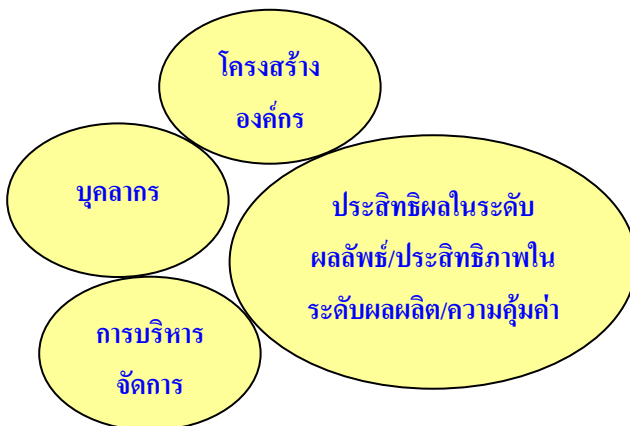 โครงสร้าง
องค์กร
บุคลากร
ประสิทธิผลในระดับ
ผลลัพธ์/ประสิทธิภาพใน
ระดับผลผลิต/ความคุ้มค่า
การบริหาร
จัดการ